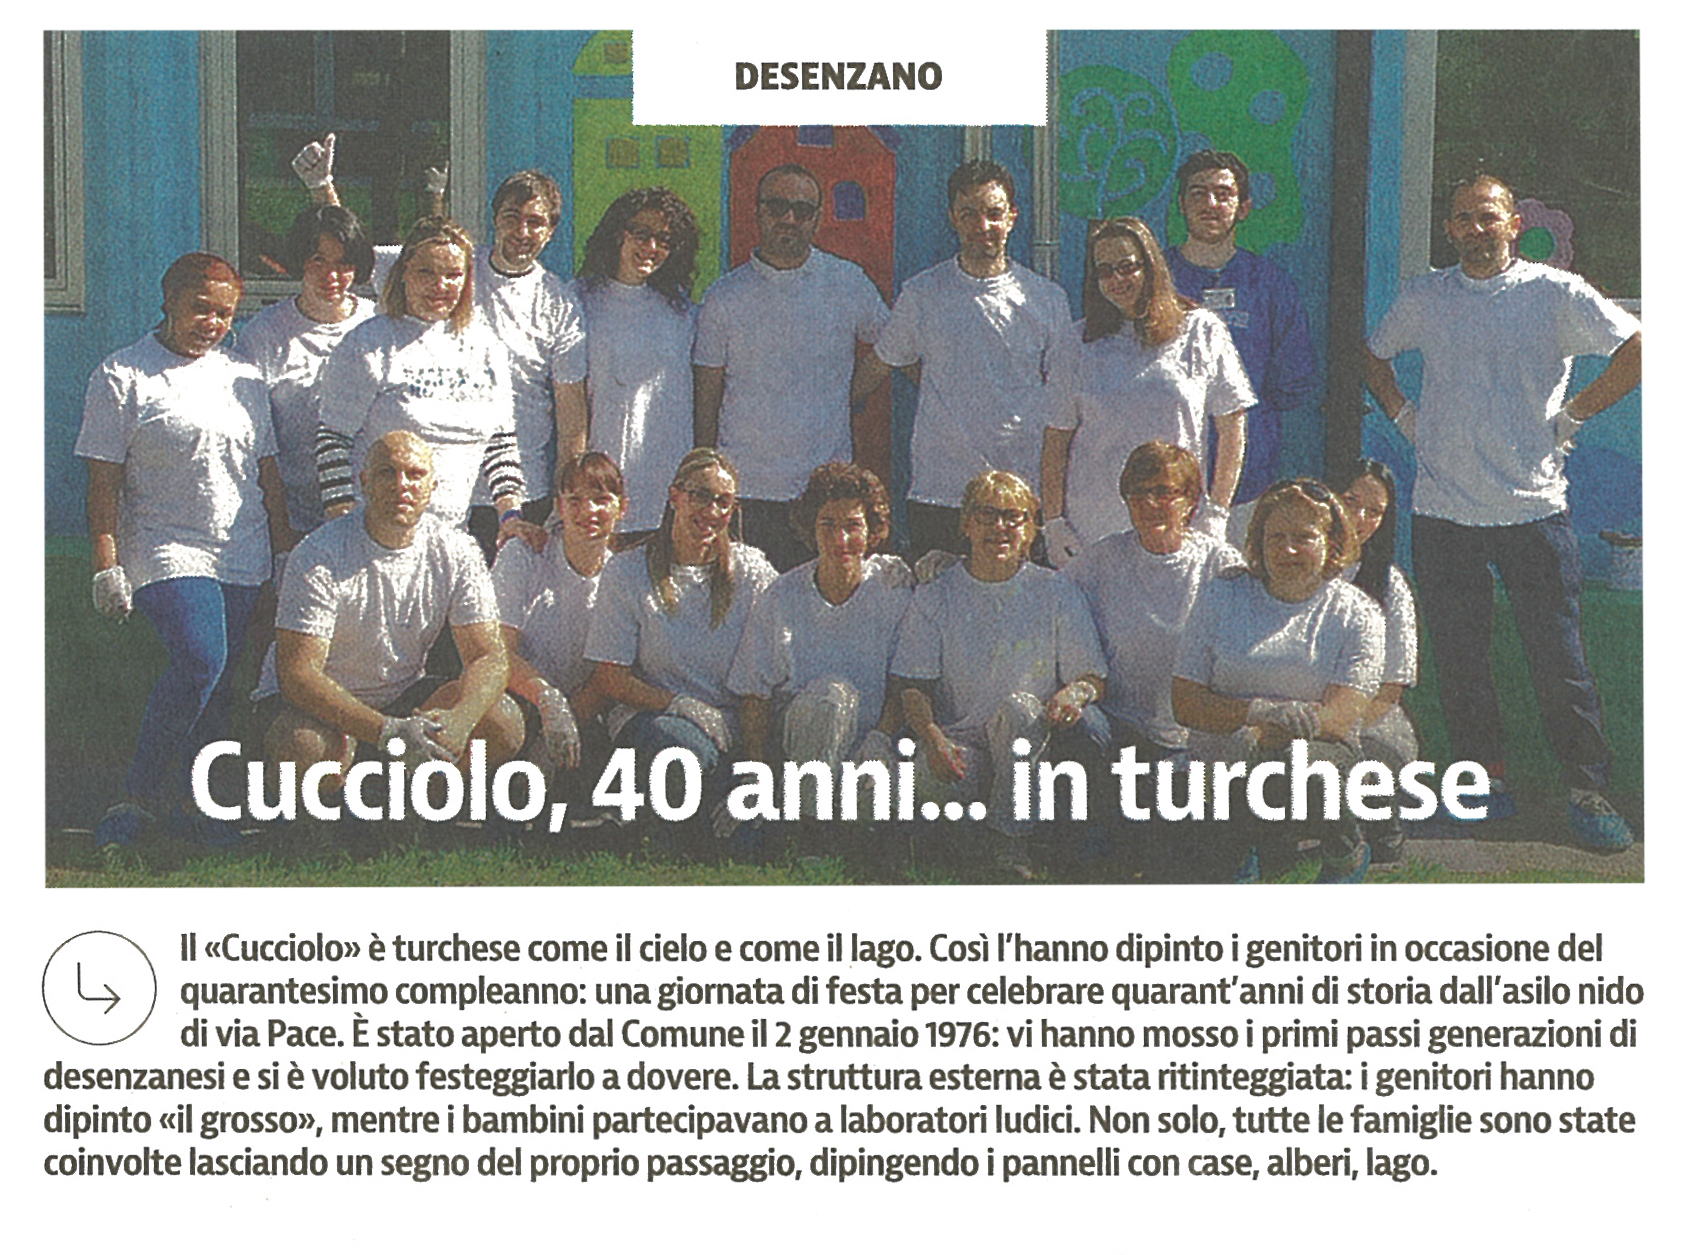 DESENZANO
Cucciolo, 40 anni... in turchese
Il «Cucciolo» è turchese come il cielo e come il lago. Così l'hanno dipinto i genitori in occasione del
quarantesimo compleanno: una giornata di festa per celebrare quarant'anni di storia dall'asilo nido
di via Pace. È stato aperto dal Comune il 2 gennaio 1976: vi hanno mosso i primi passi generazioni di
desenzanesi e si è voluto festeggiarlo a dovere. La struttura esterna è stata ritinteggiata: i genitori hanno
dipinto «il grosso», mentre i bambini partecipavano a laboratori ludici. Non solo, tutte le famiglie sono state
coinvolte lasciando un segno del proprio passaggio, dipingendo i pannelli con case, alberi, lago.